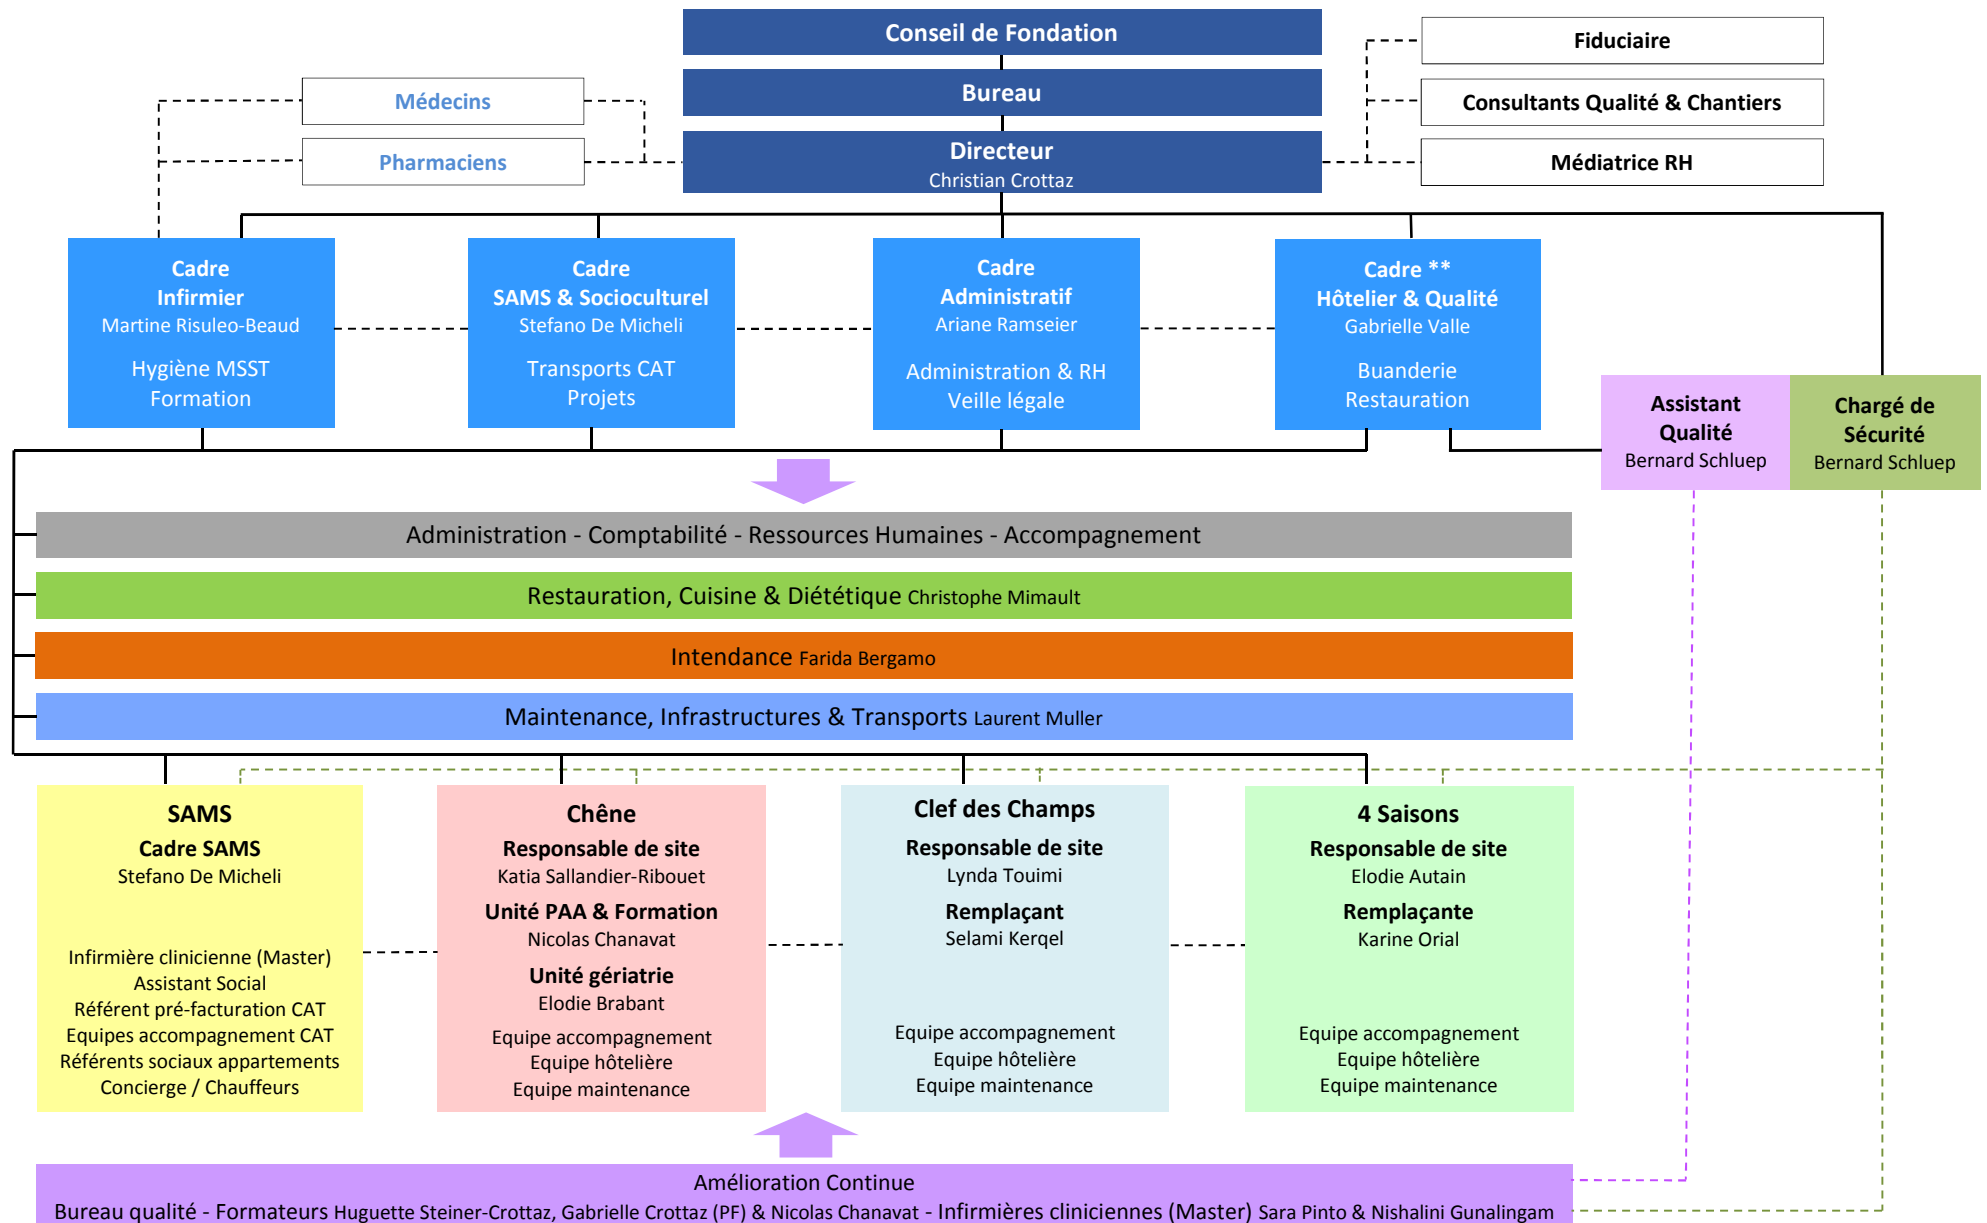 Conseil de Fondation
Bureau
Directeur
Christian Crottaz
Médecins
Pharmaciens
Fiduciaire
Consultants Qualité & Chantiers
Médiatrice RH
Cadre
Infirmier
Martine Risuleo-Beaud
Hygiène MSST
Formation
Cadre
SAMS & Socioculturel
Stefano De Micheli
Transports CAT
Projets
Cadre
Administratif
Ariane Ramseier
Administration & RH
Veille légale
Cadre **
Hôtelier & Qualité
Gabrielle Valle
Buanderie
Restauration
Assistant
Qualité
Bernard Schluep
Chargé de
Sécurité
Bernard Schluep
Administration - Comptabilité - Ressources Humaines - Accompagnement
Restauration, Cuisine & Diététique Christophe Mimault
Intendance Farida Bergamo
Maintenance, Infrastructures & Transports Laurent Muller
SAMS
Cadre SAMS
Stefano De Micheli
Infirmière clinicienne (Master)
Assistant Social
Référent pré-facturation CAT
Equipes accompagnement CAT
Référents sociaux appartements
Concierge / Chauffeurs
Chêne
Responsable de site
Katia Sallandier-Ribouet
Unité PAA & Formation
Nicolas Chanavat
Unité gériatrie
Elodie Brabant
Equipe accompagnement
Equipe hôtelière
Equipe maintenance
Clef des Champs
Responsable de site
Lynda Touimi
Remplaçant
Selami Kerqel
Equipe accompagnement
Equipe hôtelière
Equipe maintenance
4 Saisons
Responsable de site
Elodie Autain
Remplaçante
Karine Orial
Equipe accompagnement
Equipe hôtelière
Equipe maintenance
Amélioration Continue
Bureau qualité - Formateurs Huguette Steiner-Crottaz, Gabrielle Crottaz (PF) & Nicolas Chanavat - Infirmières cliniciennes (Master) Sara Pinto & Nishalini Gunalingam